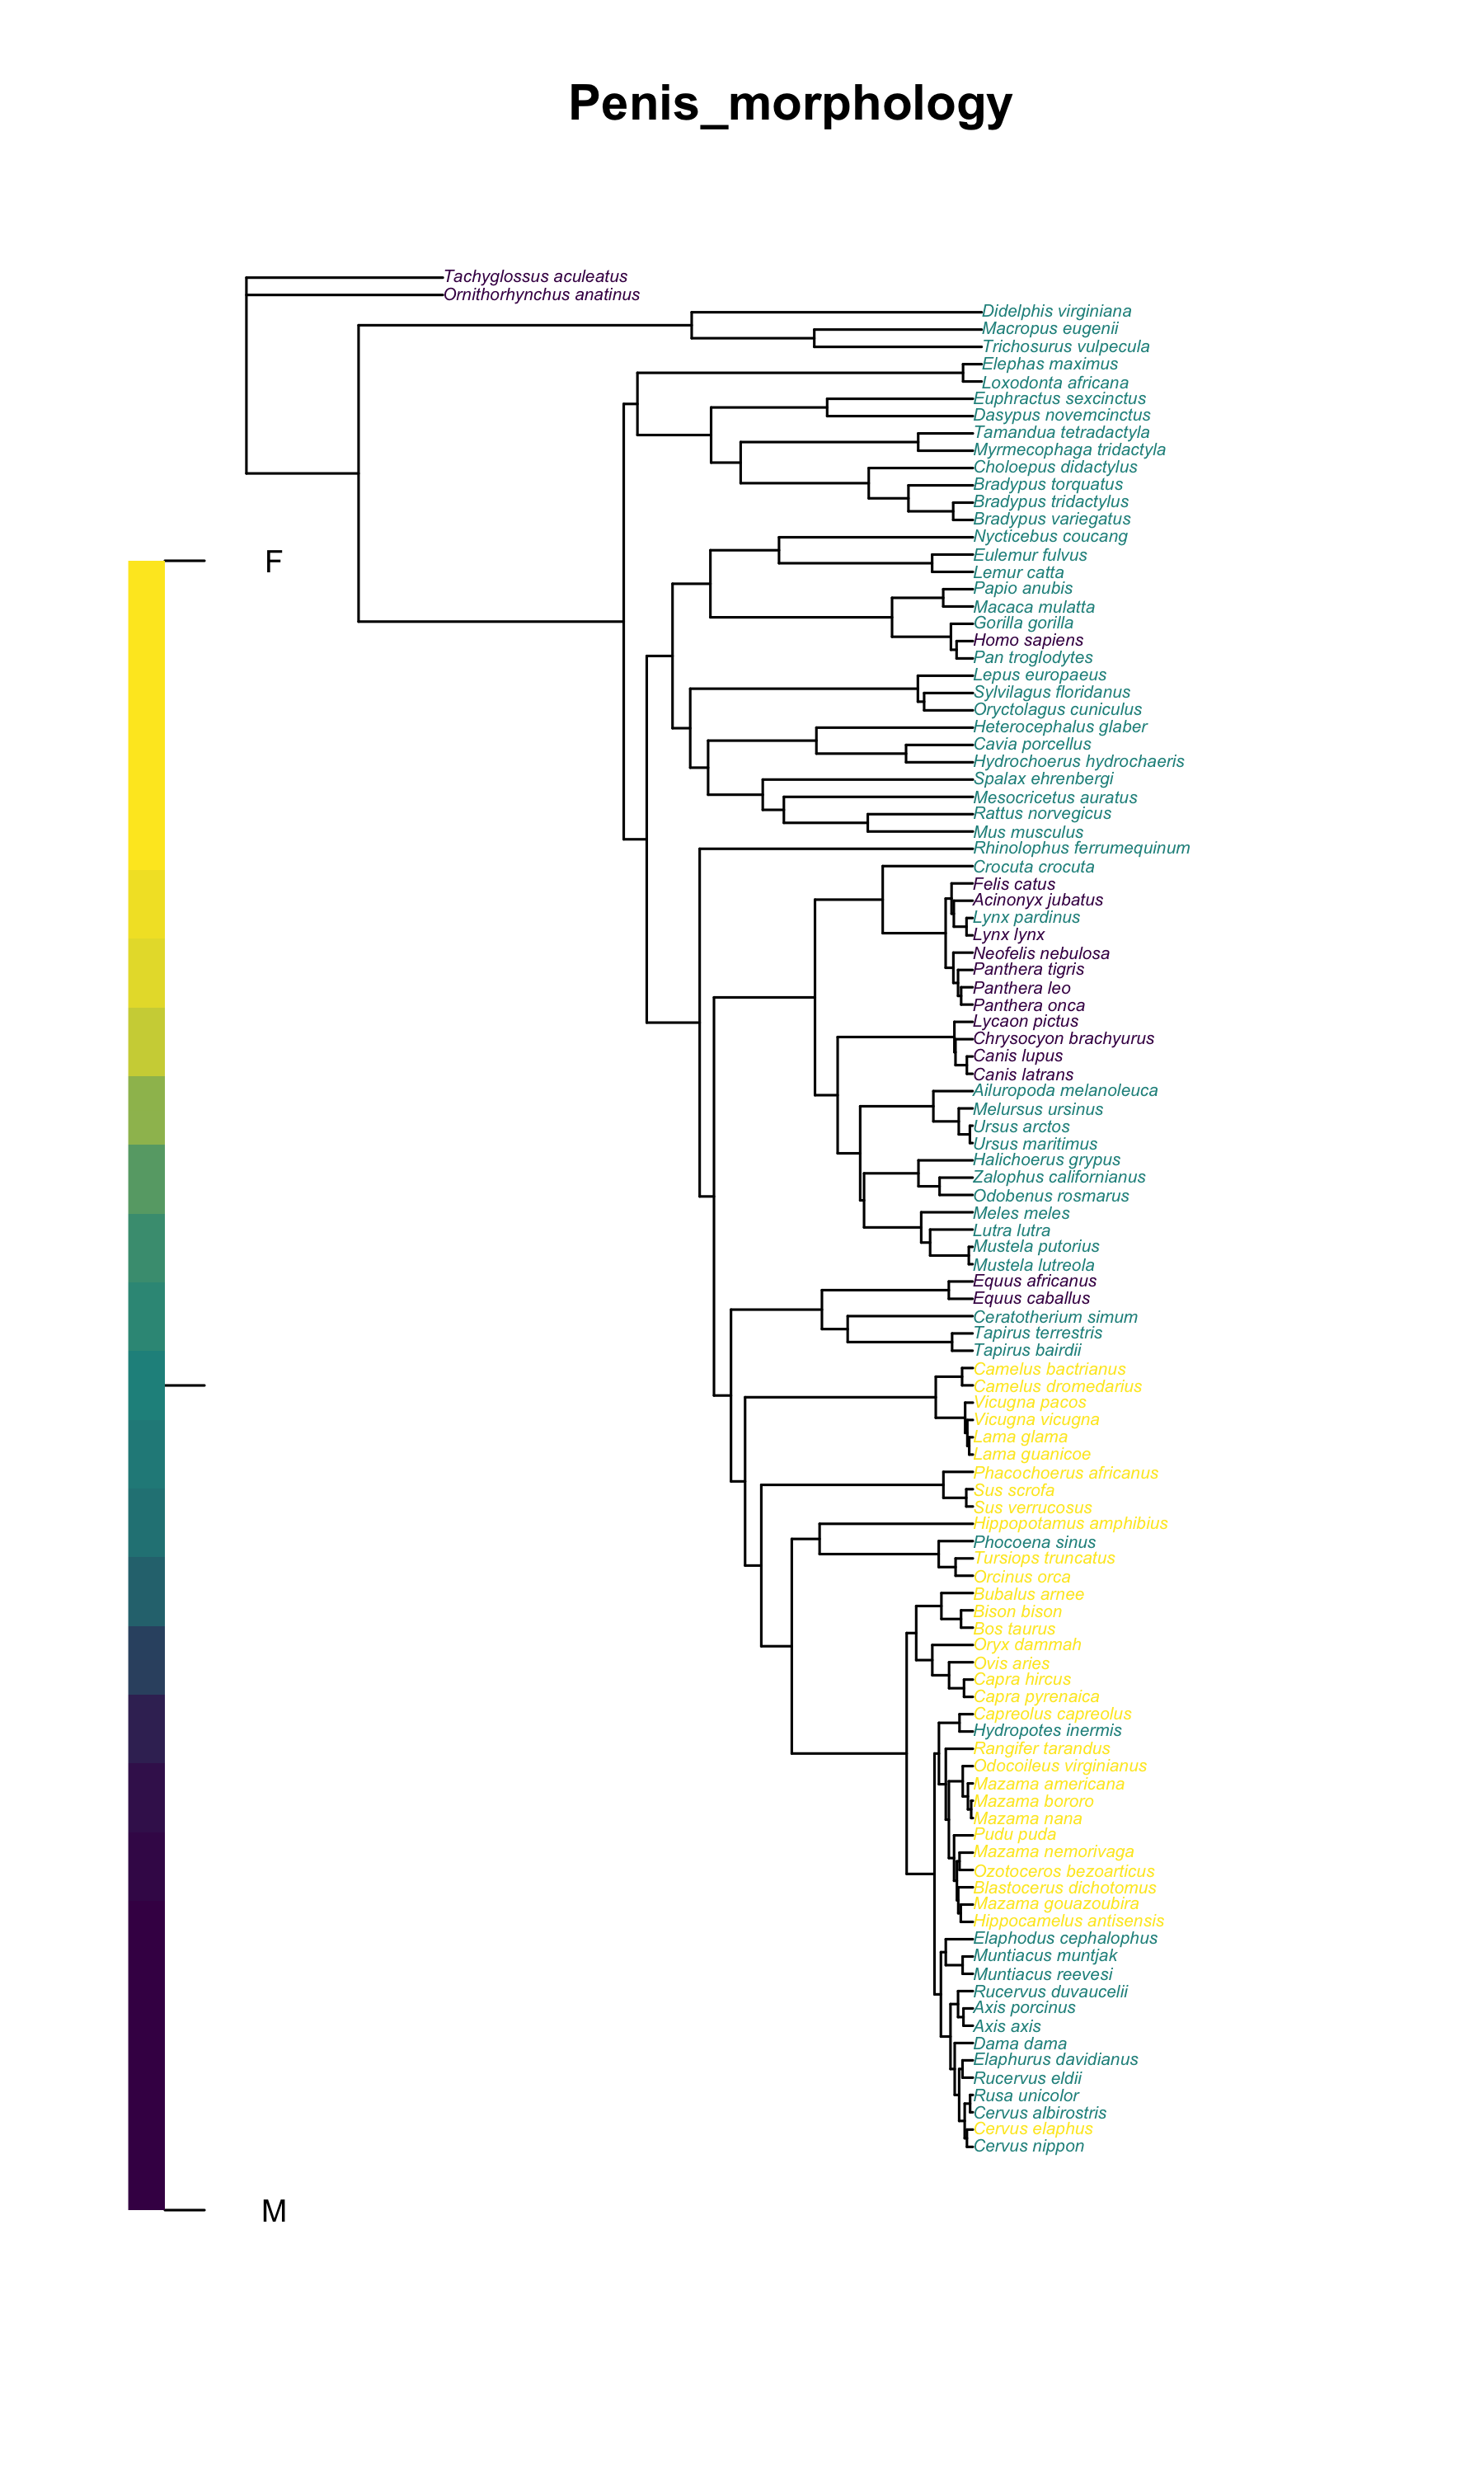 Penis_morphology
Tachyglossus aculeatus
Ornithorhynchus anatinus
Didelphis virginiana
Macropus eugenii
Trichosurus vulpecula
Elephas maximus
Loxodonta africana
Euphractus sexcinctus
Dasypus novemcinctus
Tamandua tetradactyla
Myrmecophaga tridactyla
Choloepus didactylus
Bradypus torquatus
Bradypus tridactylus
Bradypus variegatus
Nycticebus coucang
F
Eulemur fulvus
Lemur catta
Papio anubis
Macaca mulatta
Gorilla gorilla
Homo sapiens
Pan troglodytes
Lepus europaeus
Sylvilagus floridanus
Oryctolagus cuniculus
Heterocephalus glaber
Cavia porcellus
Hydrochoerus hydrochaeris
Spalax ehrenbergi
Mesocricetus auratus
Rattus norvegicus
Mus musculus
Rhinolophus ferrumequinum
Crocuta crocuta
Felis catus
Acinonyx jubatus
Lynx pardinus
Lynx lynx
Neofelis nebulosa
Panthera tigris
Panthera leo
Panthera onca
Lycaon pictus
Chrysocyon brachyurus
Canis lupus
Canis latrans
Ailuropoda melanoleuca
Melursus ursinus
Ursus arctos
Ursus maritimus
Halichoerus grypus
Zalophus californianus
Odobenus rosmarus
Meles meles
Lutra lutra
Mustela putorius
Mustela lutreola
Equus africanus
Equus caballus
Ceratotherium simum
Tapirus terrestris
Tapirus bairdii
Camelus bactrianus
Camelus dromedarius
Vicugna pacos
Vicugna vicugna
Lama glama
Lama guanicoe
Phacochoerus africanus
Sus scrofa
Sus verrucosus
Hippopotamus amphibius
Phocoena sinus
Tursiops truncatus
Orcinus orca
Bubalus arnee
Bison bison
Bos taurus
Oryx dammah
Ovis aries
Capra hircus
Capra pyrenaica
Capreolus capreolus
Hydropotes inermis
Rangifer tarandus
Odocoileus virginianus
Mazama americana
Mazama bororo
Mazama nana
Pudu puda
Mazama nemorivaga
Ozotoceros bezoarticus
Blastocerus dichotomus
Mazama gouazoubira
Hippocamelus antisensis
Elaphodus cephalophus
Muntiacus muntjak
Muntiacus reevesi
Rucervus duvaucelii
Axis porcinus
Axis axis
Dama dama
Elaphurus davidianus
Rucervus eldii
Rusa unicolor
Cervus albirostris
Cervus elaphus
Cervus nippon
M